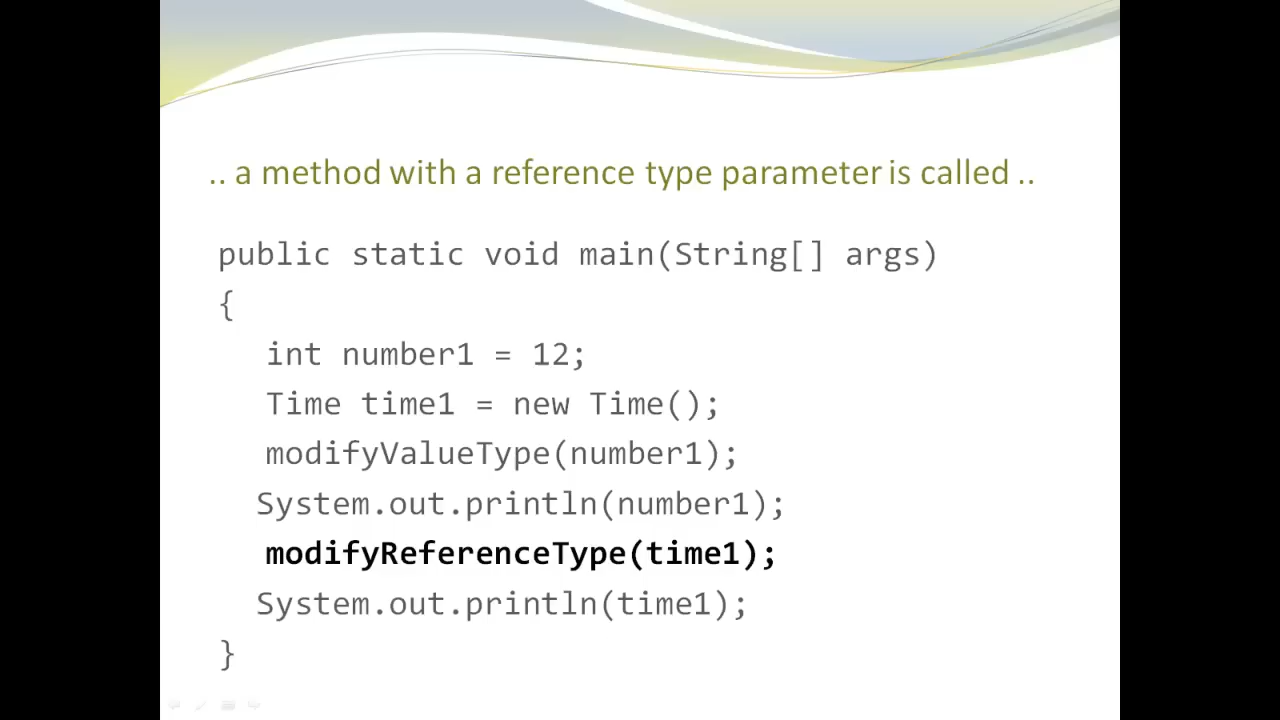 .. a method with a reference type parameter is called ..
public static void main(String[] args)
{
int number1 = 12;
Time time1 = new Time();
modifyValueType(number1);
System.out.println(number1);
modifyReferenceType(time1);
System.out.println(time1);
}